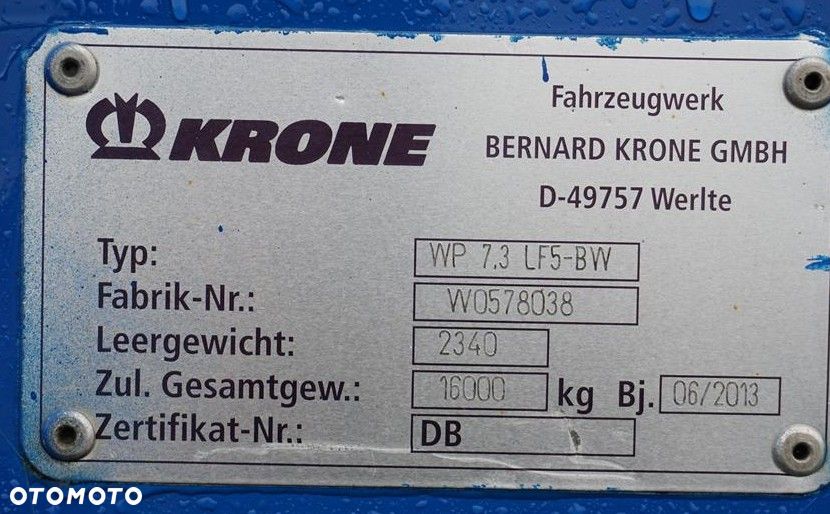 KRONE
Fahrzeugwerk
BERNARD KRONE GMBH
D-49757 Werlte
Typ: WP 7,3 LF5-BW
Fabrik-Nr.: W0578038
Leergewicht: 2340
Zul. Gesamtgew.: 16000 kg Bj. 06/2013
Zertifikat-Nr.: DB
OTOMOTO